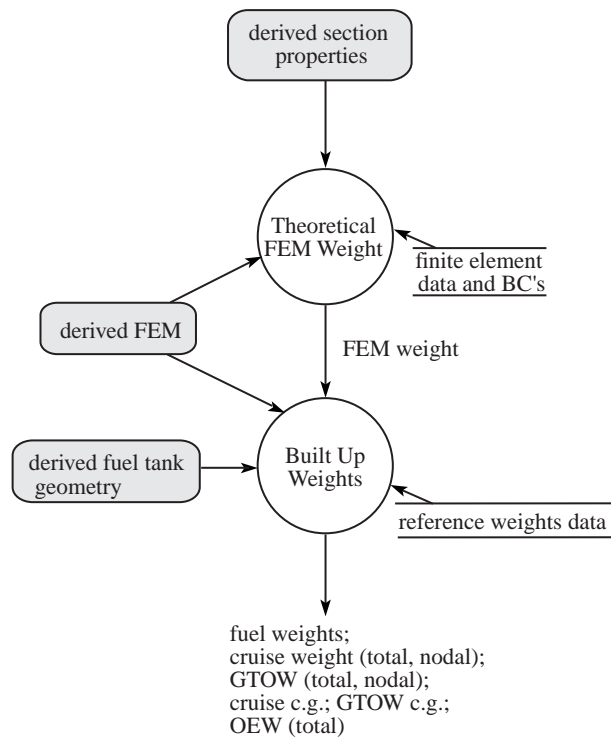 derived section
properties
Theoretical
FEM Weight
finite element
data and BC's
derived FEM
FEM weight
Built Up
Weights
derived fuel tank
geometry
reference weights data
fuel weights;
cruise weight (total, nodal);
GTOW (total, nodal);
cruise c.g.; GTOW c.g.;
OEW (total)